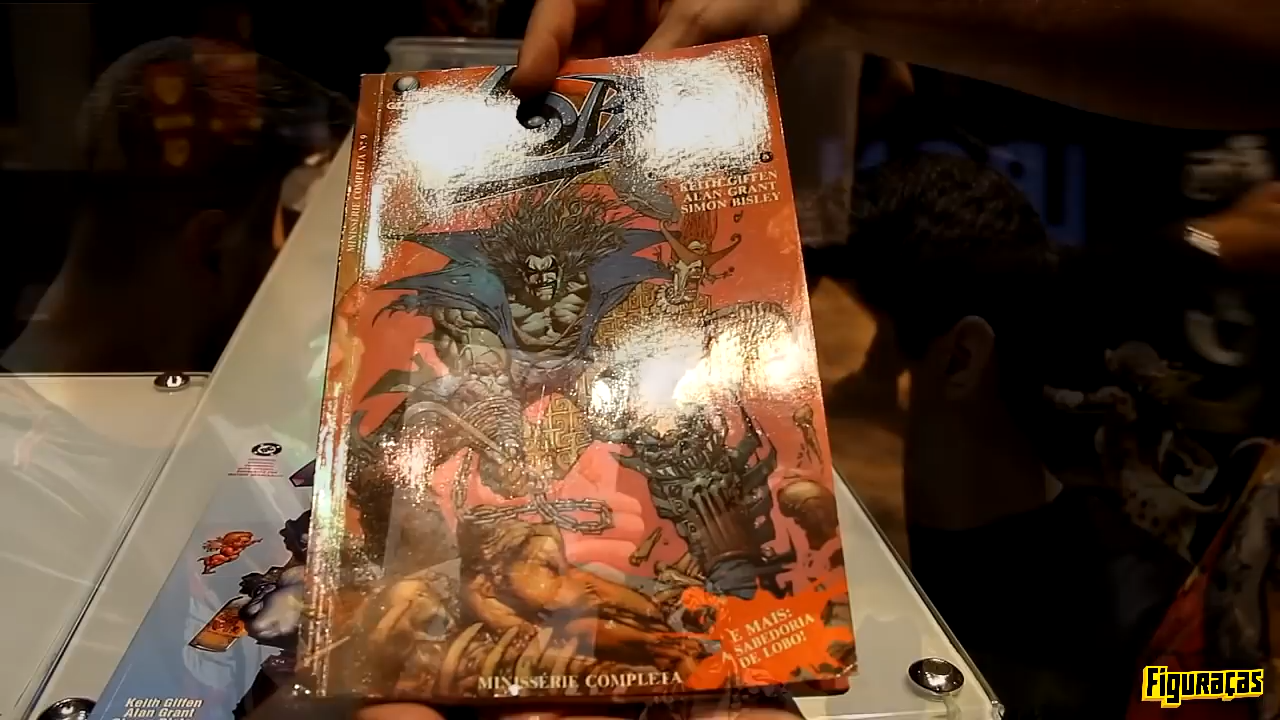 MINISSÉRIE COMPLETA Nº 9
KEITH GIFFEN
ALAN GRANT
SIMON BISLEY
E MAIS:
A SABEDORIA
DE LOBO!
MINISSÉRIE COMPLETA
Keith Giffen
Alan Grant
Figuraças